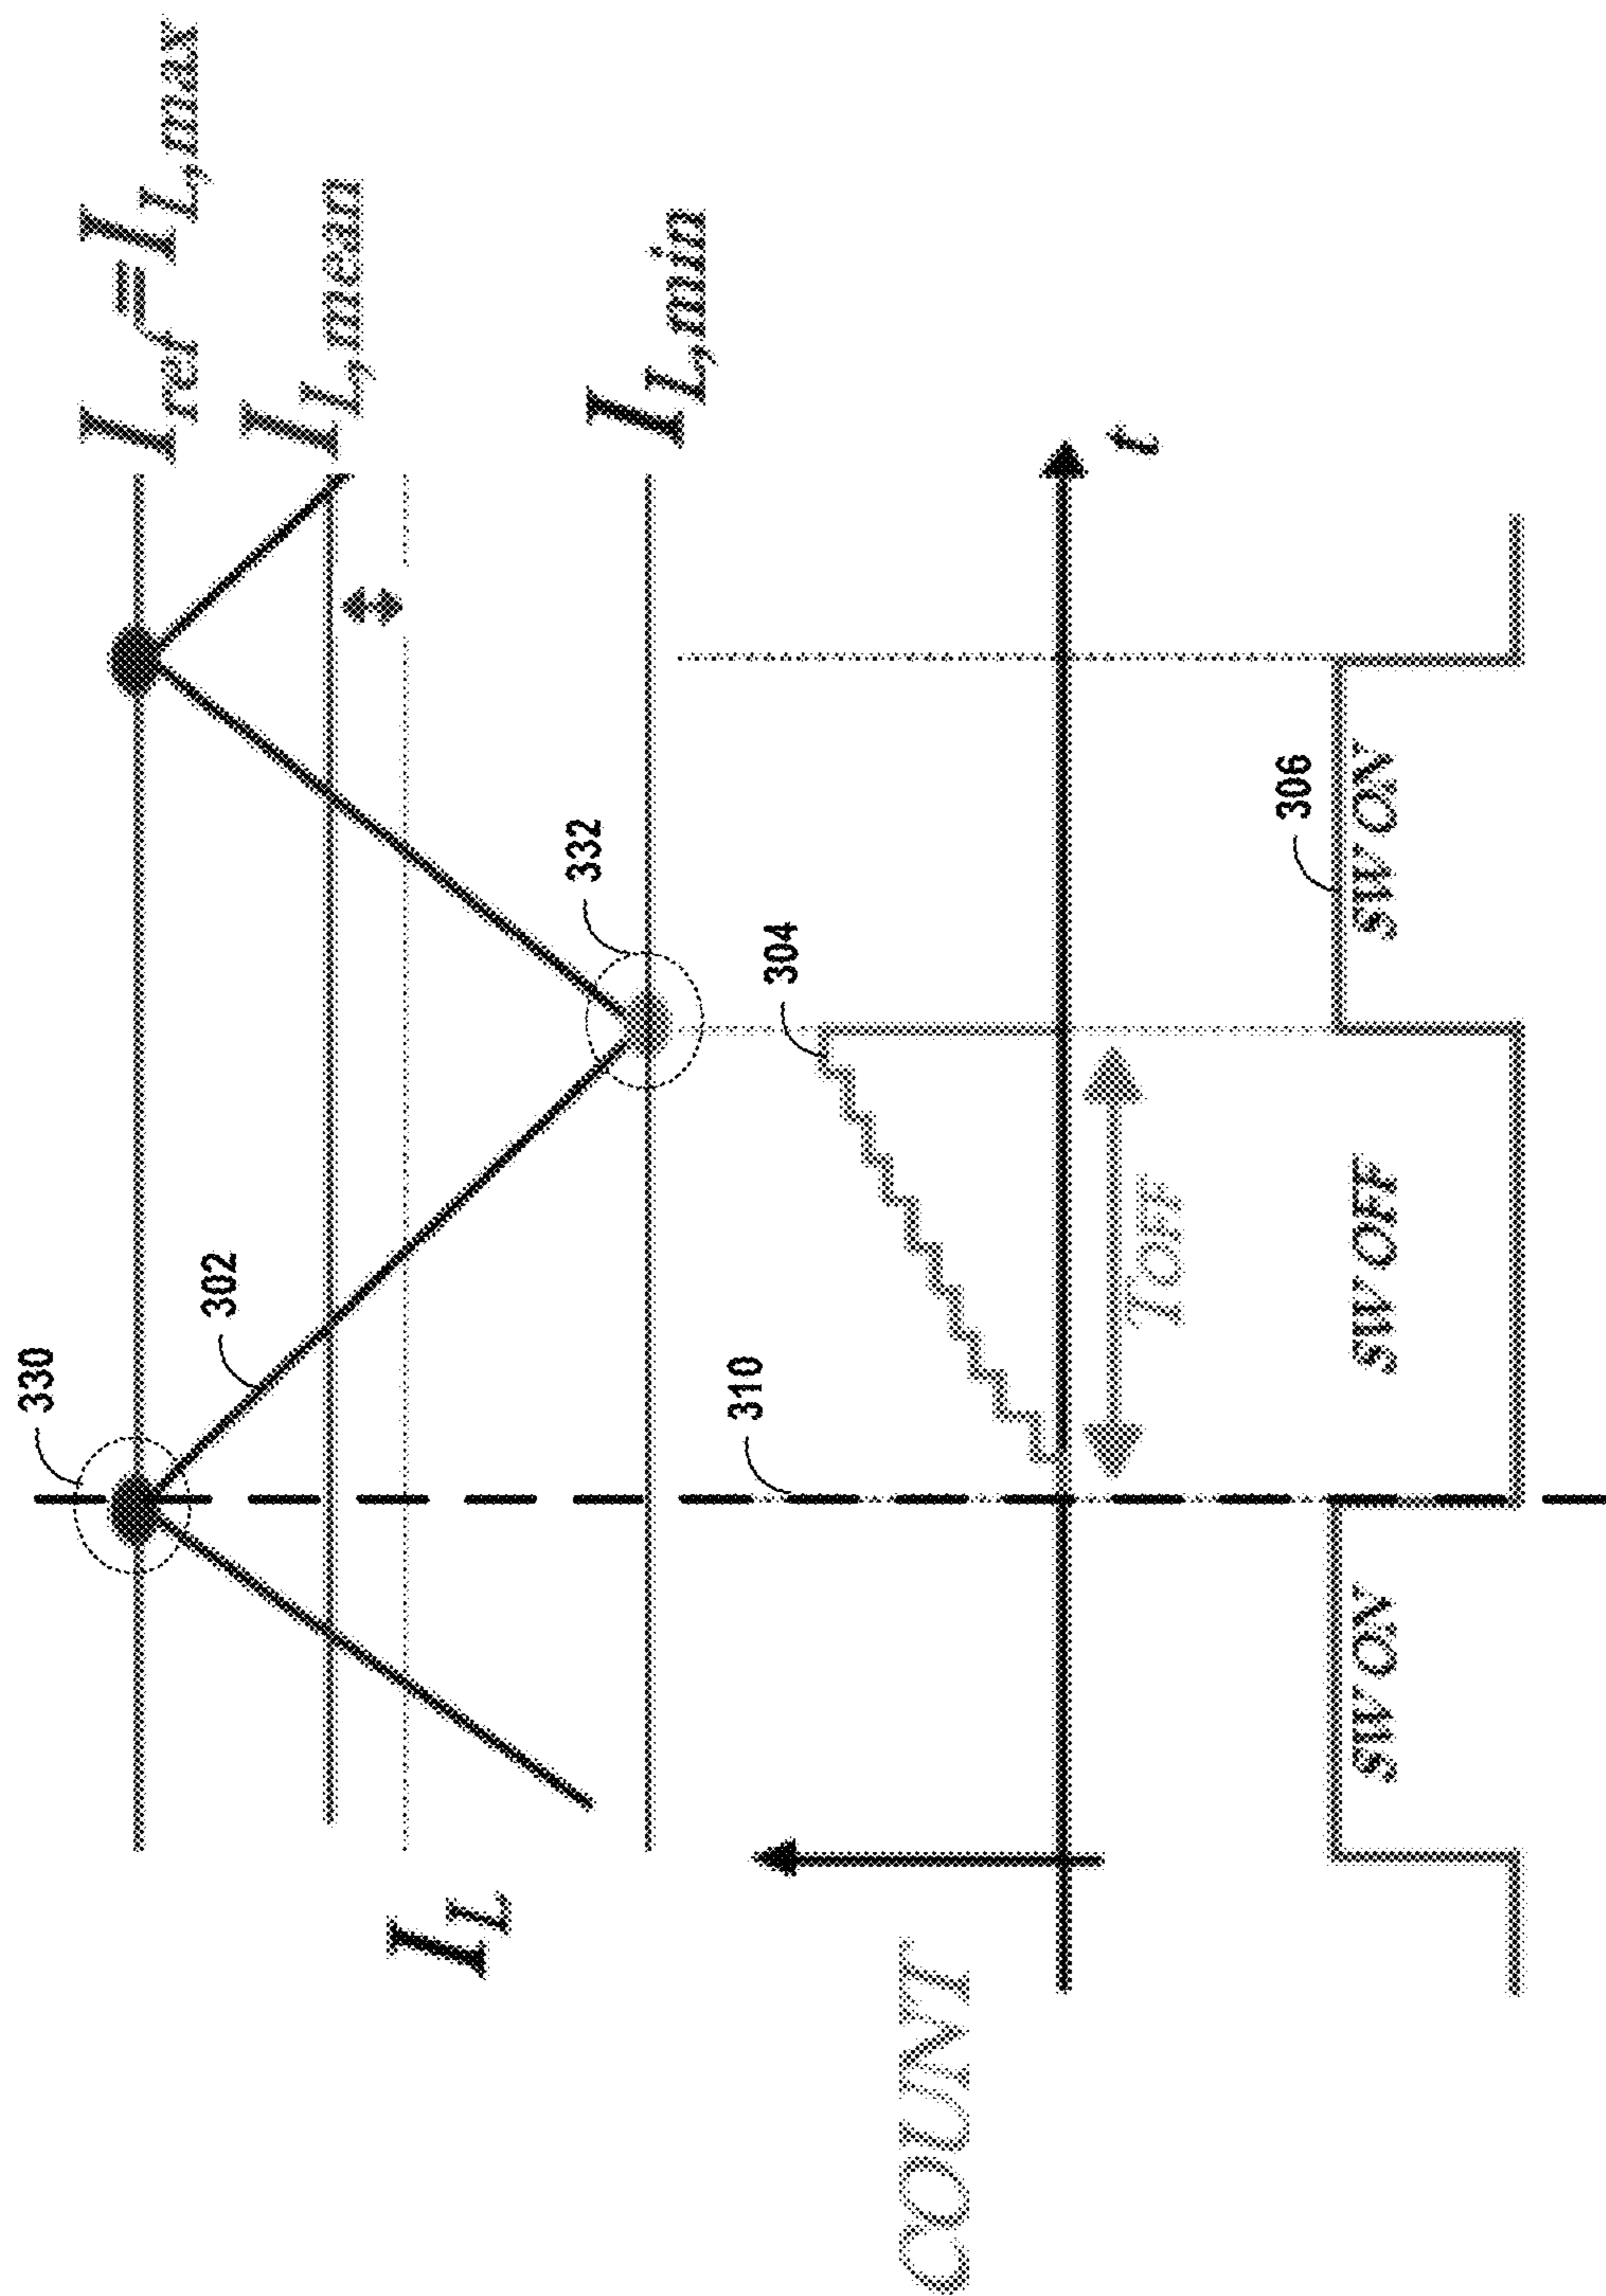 330
I_ref=I_L,max
302
I_L,mean
I_L
332
I_L,min
310
304
COUNT
t
TOFF
306
SW ON
SW OFF
SW ON